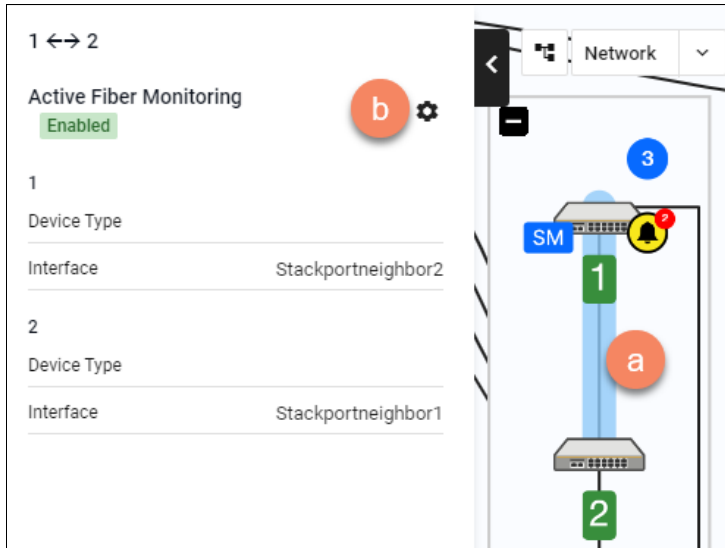 1 ←→ 2
Active Fiber Monitoring
Enabled
b
1
Device Type
Interface Stackportneighbor2
2
Device Type
Interface Stackportneighbor1
Network
3
2
SM
1
a
2